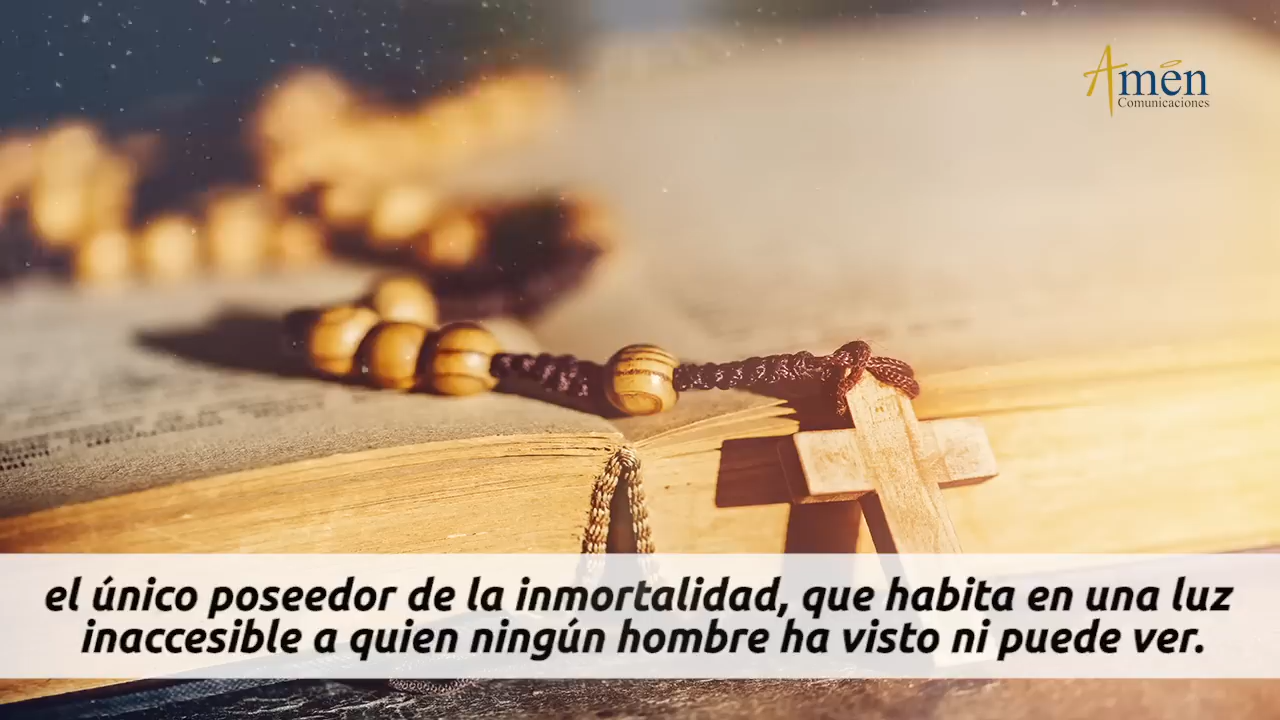 Amén
Comunicaciones
el único poseedor de la inmortalidad, que habita en una luz
inaccesible a quien ningún hombre ha visto ni puede ver.